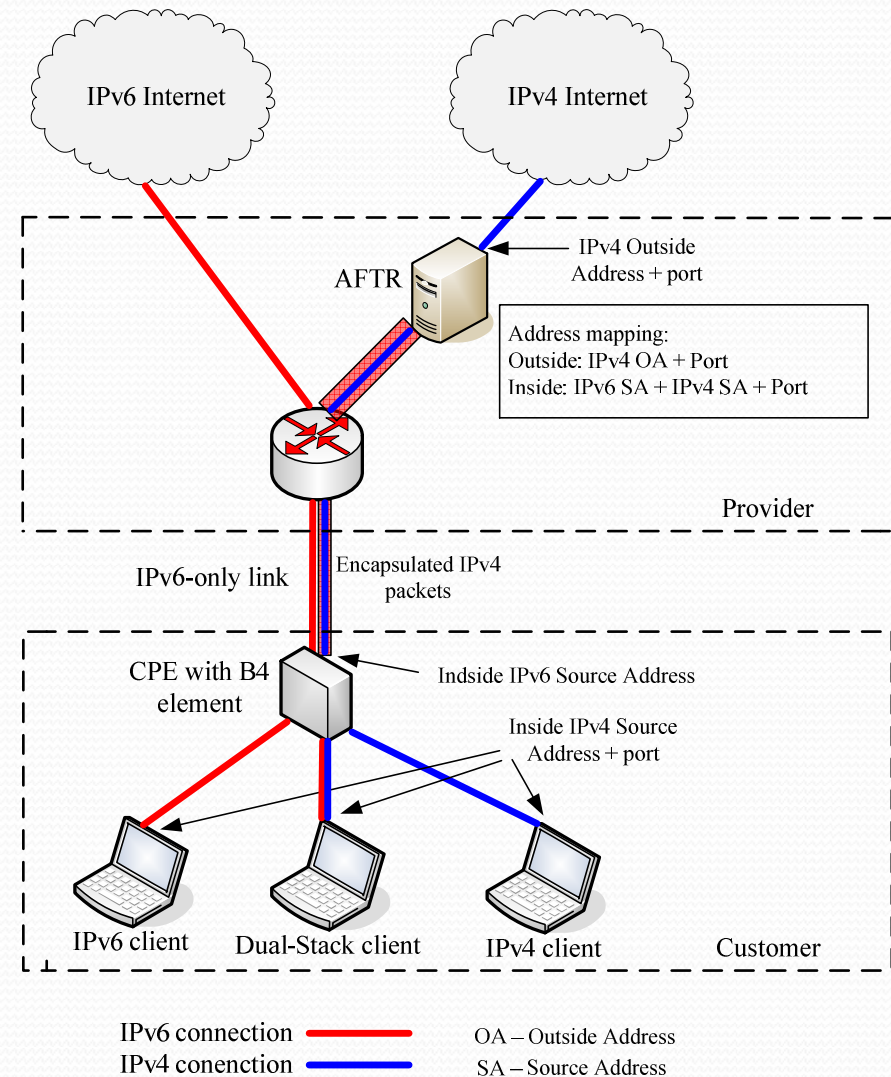 IPv6 Internet
IPv4 Internet
IPv4 Outside
Address + port
AFTR
Address mapping:
Outside: IPv4 OA + Port
Inside: IPv6 SA + IPv4 SA + Port
Provider
IPv6-only link
Encapsulated IPv4
packets
CPE with B4
element
Indside IPv6 Source Address
Inside IPv4 Source
Address + port
IPv6 client
Dual-Stack client
IPv4 client
Customer
IPv6 connection
OA – Outside Address
IPv4 conenction
SA – Source Address